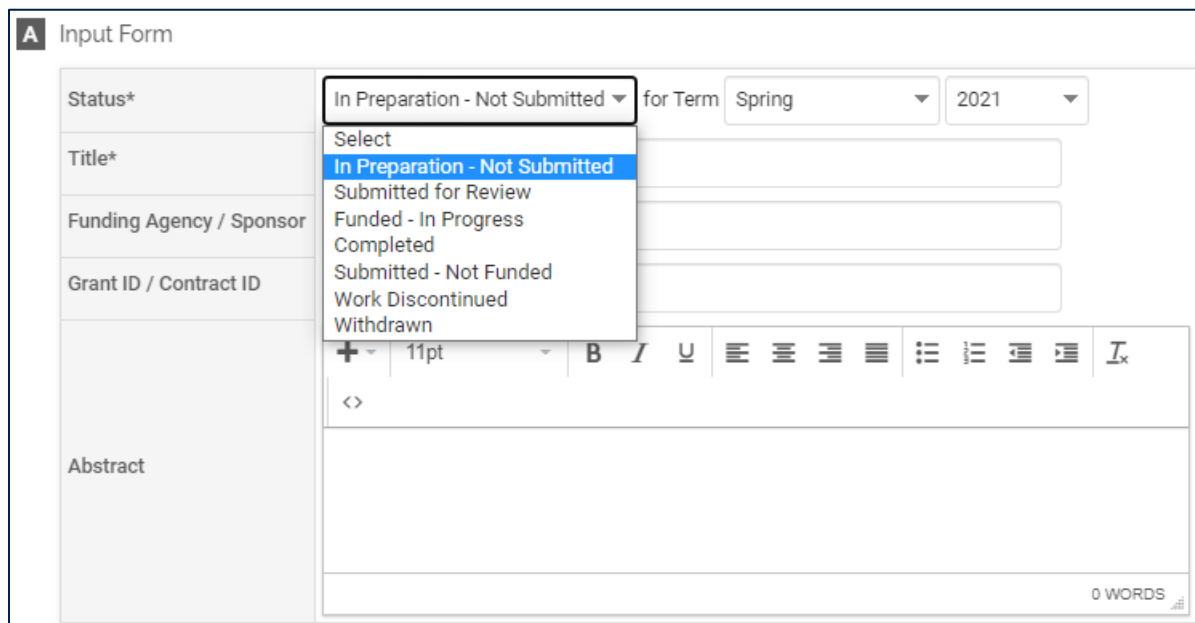 A Input Form
Status* In Preparation - Not Submitted for Term Spring 2021
Select
Title*
In Preparation - Not Submitted
Submitted for Review
Funding Agency / Sponsor
Funded - In Progress
Completed
Grant ID / Contract ID
Submitted - Not Funded
Work Discontinued
Withdrawn
11pt B I U
Abstract
0 WORDS